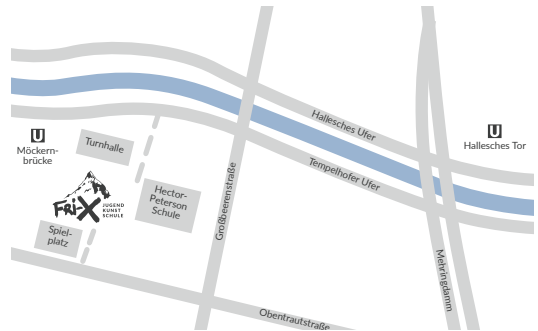 Hallesches Ufer
U
Hallesches Tor
U
Möckern-
brücke
Turnhalle
Tempelhofer Ufer
FRI-X
JUGEND
KUNST
SCHULE
Hector-
Peterson
Schule
Großbeerenstraße
Spiel-
platz
Mehringdamm
Obentrautstraße